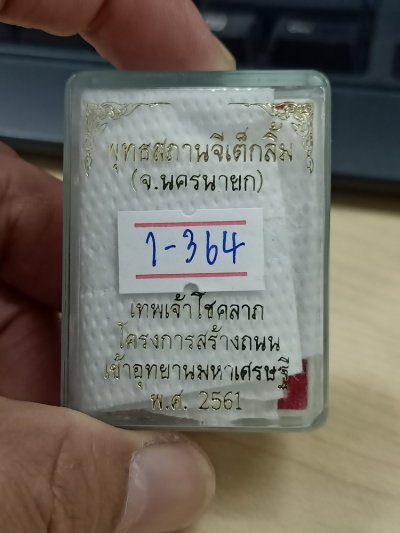 พุทธสถานจีเต็กลิ้ม
(จ.นครนายก)
1-364
เทพเจ้าโชคลาภ
โครงการสร้างถนน
เข้าอุทยานมหาเศรษฐี
พ.ศ. 2561